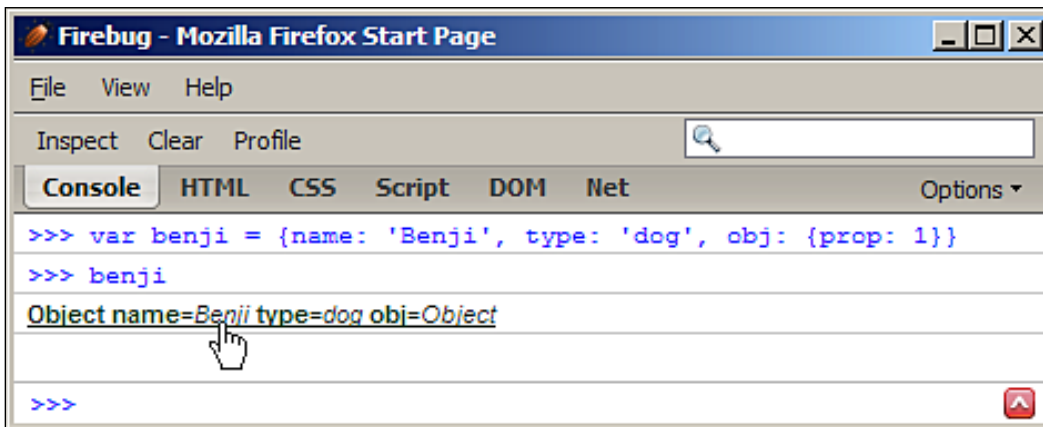 Firebug - Mozilla Firefox Start Page
File View Help
Inspect Clear Profile
Console HTML CSS Script DOM Net Options
>>> var benji = {name: 'Benji', type: 'dog', obj: {prop: 1}}
>>> benji
Object name=Benji type=dog obj=Object
>>>